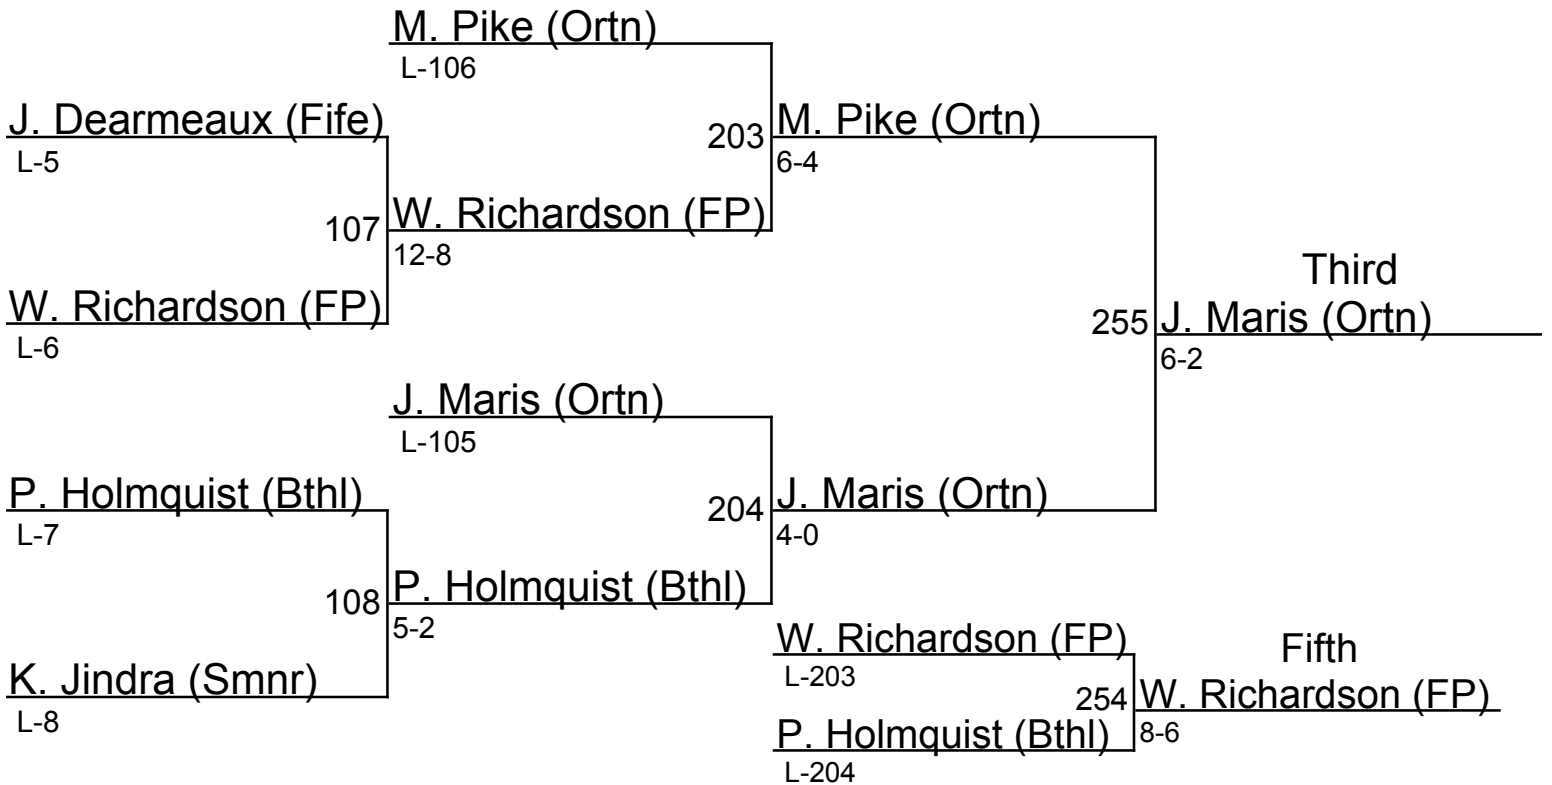 M. Pike (Ortn)
L-106
J. Dearmeaux (Fife)
L-5
203
M. Pike (Ortn)
6-4
107
W. Richardson (FP)
12-8
W. Richardson (FP)
L-6
Third
255
J. Maris (Ortn)
6-2
J. Maris (Ortn)
L-105
P. Holmquist (Bthl)
L-7
204
J. Maris (Ortn)
4-0
108
P. Holmquist (Bthl)
5-2
K. Jindra (Smnr)
L-8
W. Richardson (FP)
L-203
Fifth
254
W. Richardson (FP)
8-6
P. Holmquist (Bthl)
L-204